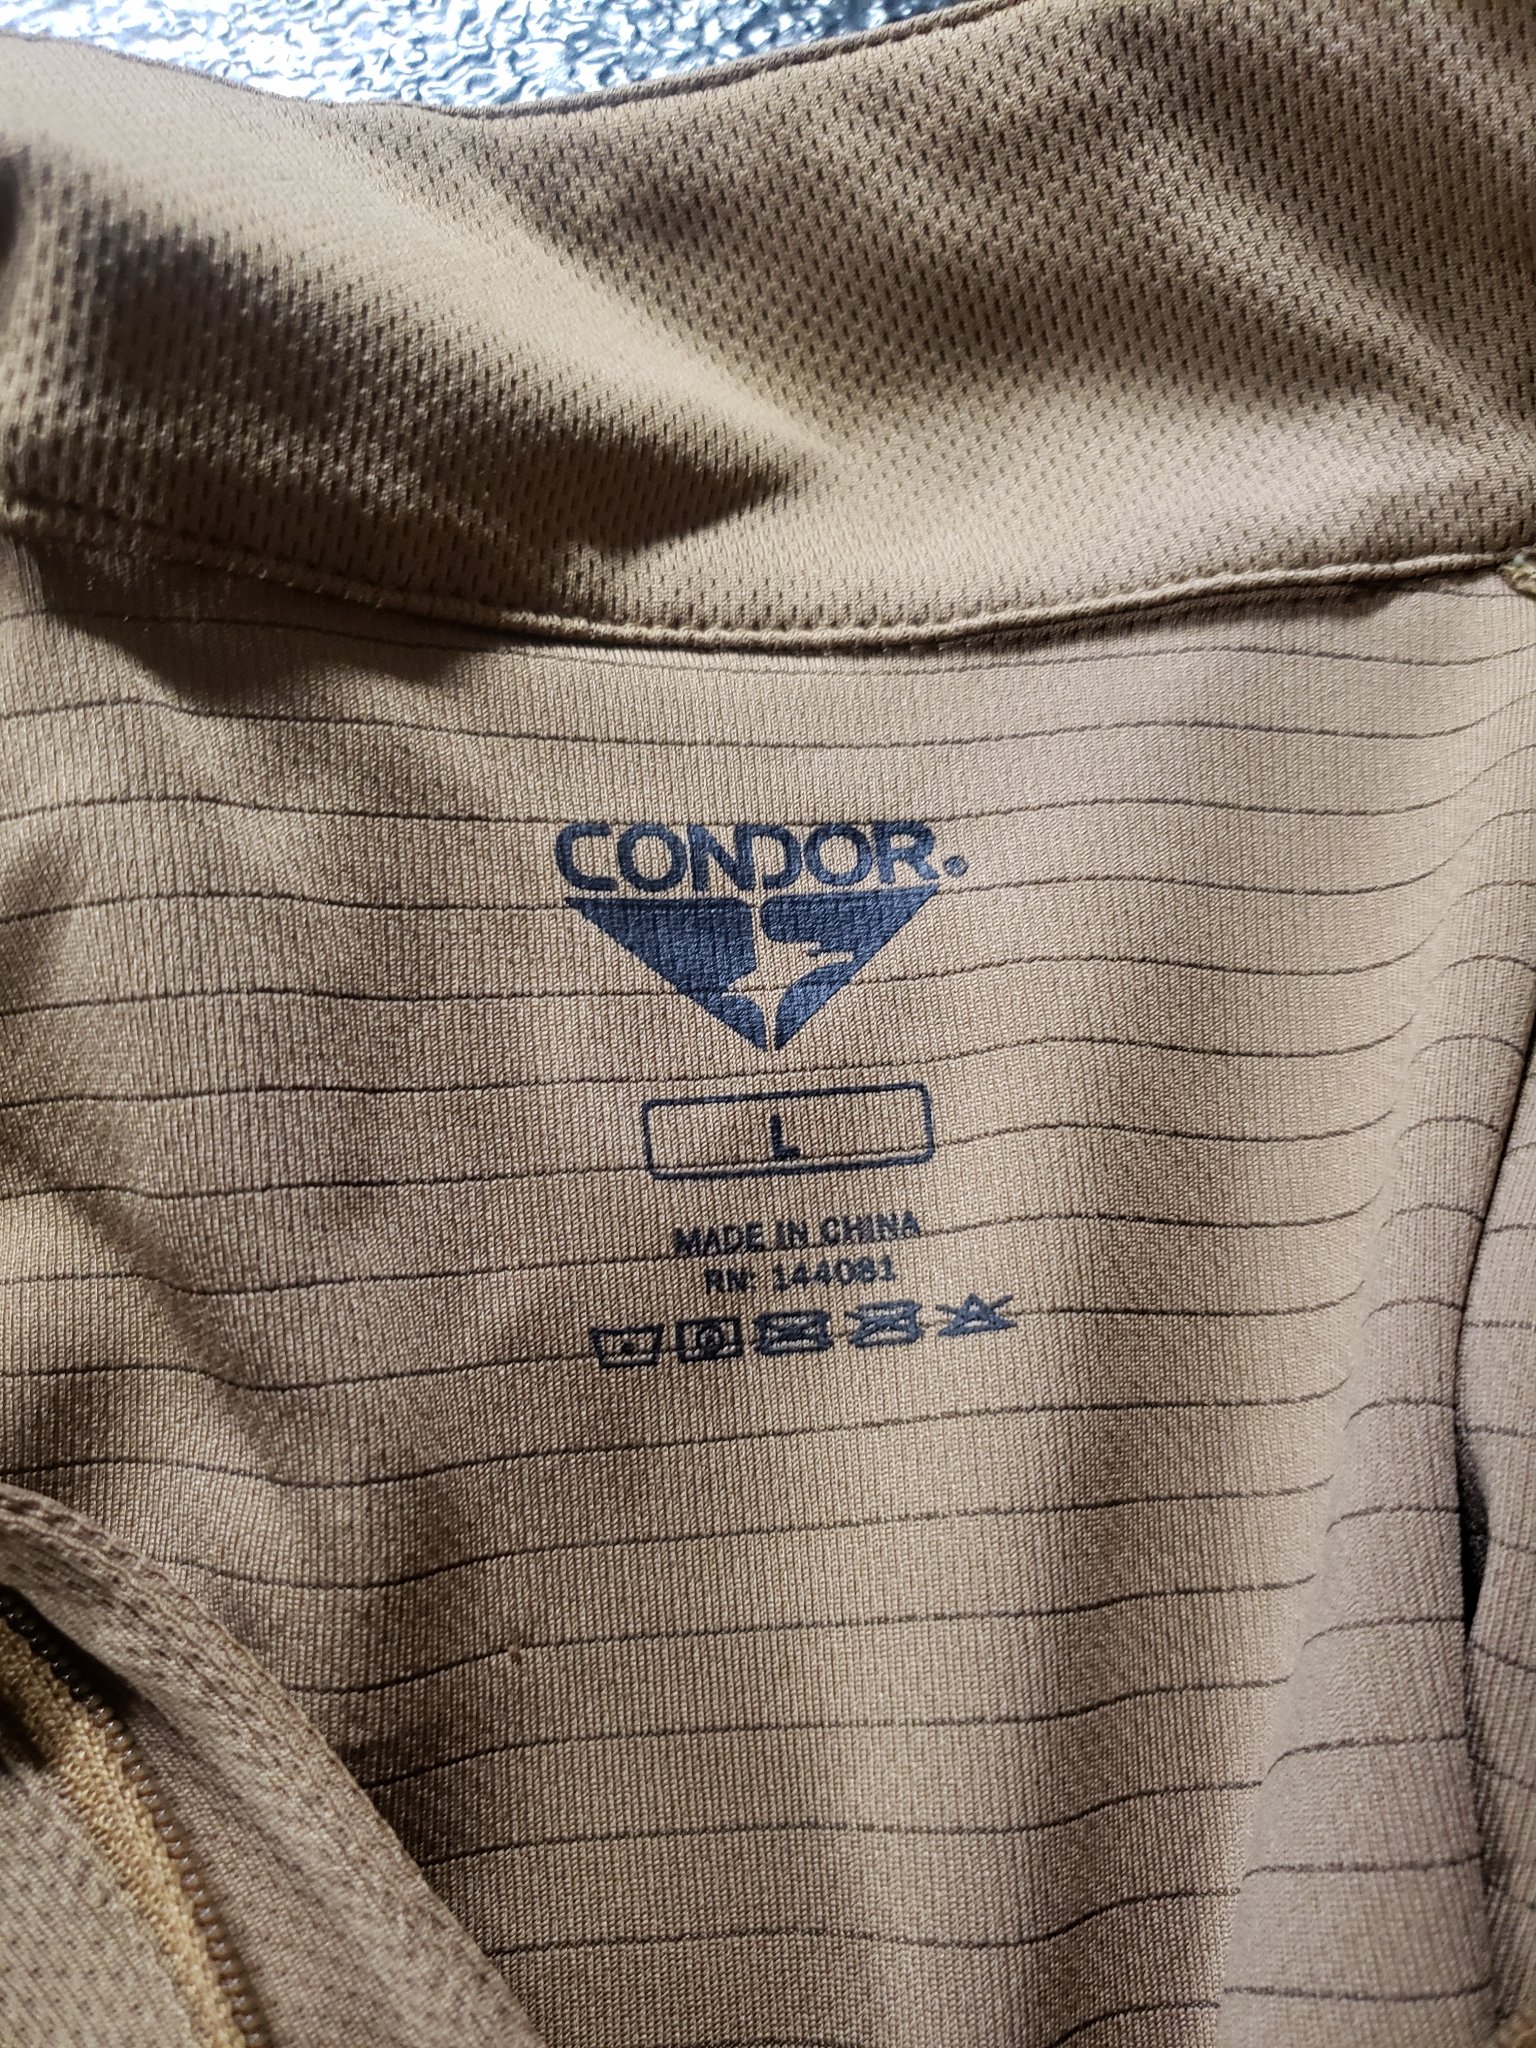 CONDOR.
L
MADE IN CHINA
RN: 144081